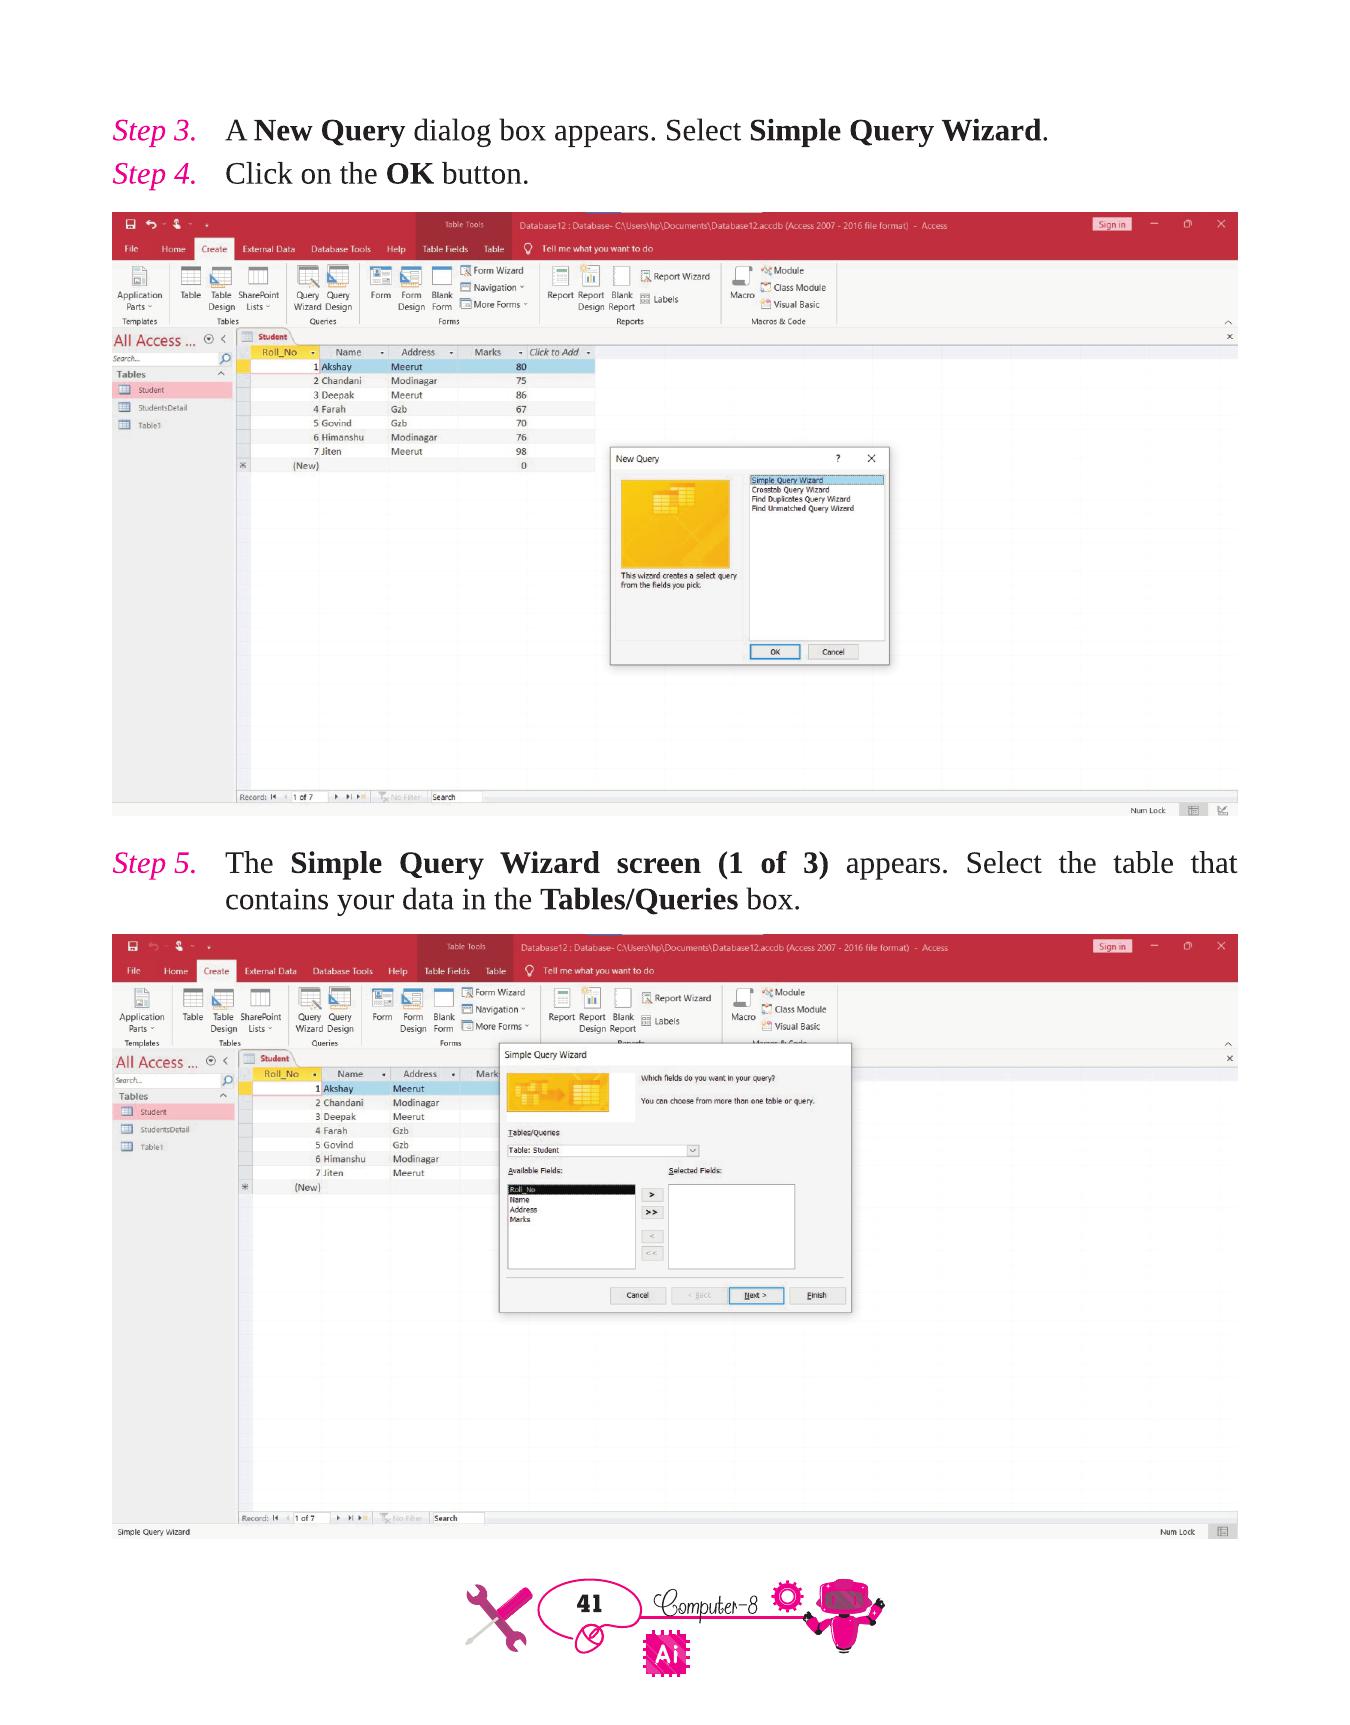 Step 3. A New Query dialog box appears. Select Simple Query Wizard.
Step 4. Click on the OK button.
Table Tools
Database12 : Database- C:\Users\hp\Documents\Database12.accdb (Access 2007 - 2016 file format) - Access
Sign in
File Home Create External Data Database Tools Help Table Fields Table Tell me what you want to do
Application Parts
Templates
Table
Table Design
SharePoint Lists
Tables
Query Wizard
Query Design
Queries
Form
Form Design
Blank Form
Form Wizard
Navigation
More Forms
Forms
Report
Report Design
Blank Report
Report Wizard
Labels
Reports
Macro
Module
Class Module
Visual Basic
Macros & Code
All Access ...
Search...
Tables
Student
StudentsDetail
Table1
Student
Roll_No Name Address Marks Click to Add
1 Akshay Meerut 80
2 Chandani Modinagar 75
3 Deepak Meerut 86
4 Farah Gzb 67
5 Govind Gzb 70
6 Himanshu Modinagar 76
7 Jiten Meerut 98
(New) 0
New Query ?
Simple Query Wizard
Crosstab Query Wizard
Find Duplicates Query Wizard
Find Unmatched Query Wizard
This wizard creates a select query
from the fields you pick.
OK Cancel
Record: 1 of 7 No Filter Search
Num Lock
Step 5. The Simple Query Wizard screen (1 of 3) appears. Select the table that
contains your data in the Tables/Queries box.
Table Tools
Database12 : Database- C:\Users\hp\Documents\Database12.accdb (Access 2007 - 2016 file format) - Access
Sign in
File Home Create External Data Database Tools Help Table Fields Table Tell me what you want to do
Application Parts
Templates
Table
Table Design
SharePoint Lists
Tables
Query Wizard
Query Design
Queries
Form
Form Design
Blank Form
Form Wizard
Navigation
More Forms
Forms
Report
Report Design
Blank Report
Report Wizard
Labels
Reports
Macro
Module
Class Module
Visual Basic
Macros & Code
All Access ...
Search...
Tables
Student
StudentsDetail
Table1
Student
Roll_No Name Address Mark
1 Akshay Meerut
2 Chandani Modinagar
3 Deepak Meerut
4 Farah Gzb
5 Govind Gzb
6 Himanshu Modinagar
7 Jiten Meerut
(New)
Simple Query Wizard
Which fields do you want in your query?
You can choose from more than one table or query.
Tables/Queries
Table: Student
Available Fields: Selected Fields:
Roll_No
Name
Address
Marks
>
>>
<
<<
Cancel < Back Next > Finish
Record: 1 of 7 No Filter Search
Simple Query Wizard Num Lock
41 Computer-8
Ai